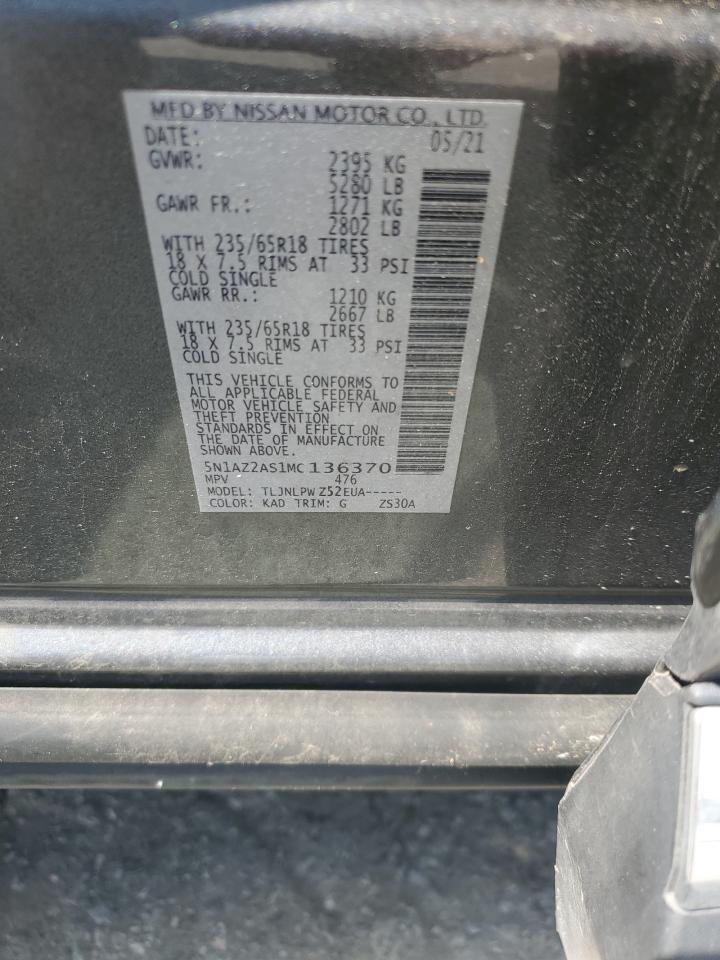 MFD BY NISSAN MOTOR CO., LTD.
DATE: 05/21
GVWR: 2395 KG
5280 LB
GAWR FR.: 1271 KG
2802 LB
WITH 235/65R18 TIRES
18 X 7.5 RIMS AT 33 PSI
COLD SINGLE
GAWR RR.: 1210 KG
2667 LB
WITH 235/65R18 TIRES
18 X 7.5 RIMS AT 33 PSI
COLD SINGLE
THIS VEHICLE CONFORMS TO
ALL APPLICABLE FEDERAL
MOTOR VEHICLE SAFETY AND
THEFT PREVENTION
STANDARDS IN EFFECT ON
THE DATE OF MANUFACTURE
SHOWN ABOVE.
5N1AZ2AS1MC136370
MPV 476
MODEL: TLJNLPW Z52EUA-----
COLOR: KAD TRIM: G ZS30A